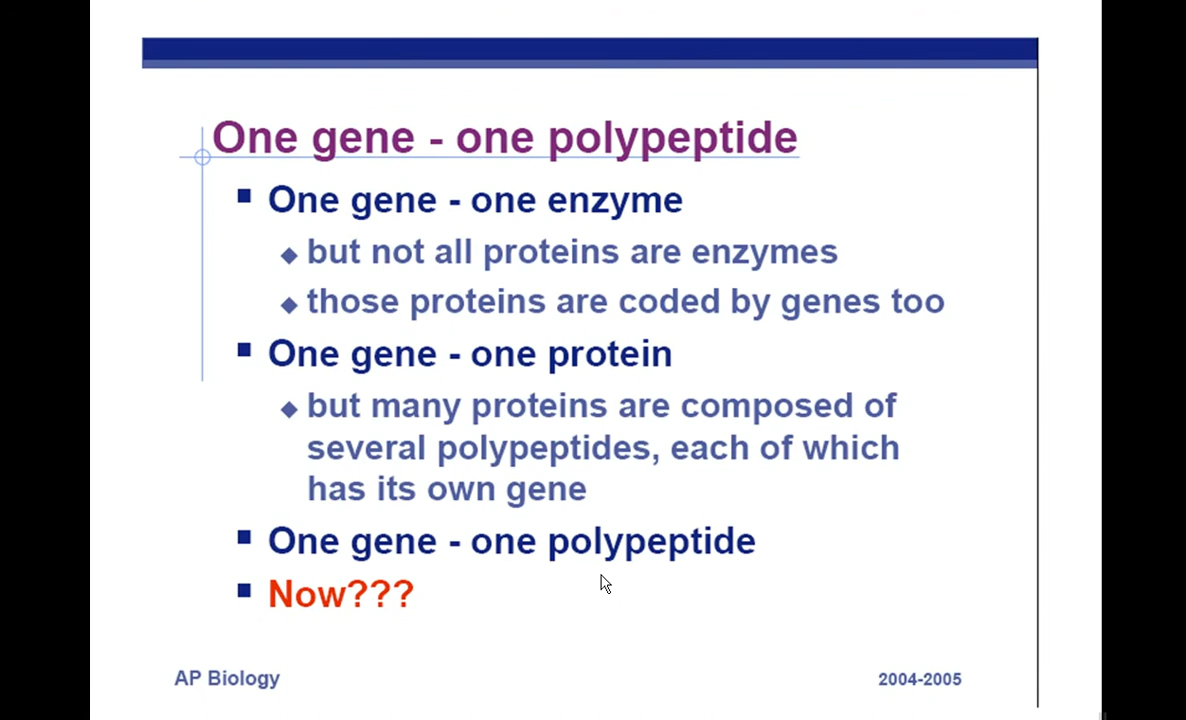 One gene - one polypeptide
One gene - one enzyme
but not all proteins are enzymes
those proteins are coded by genes too
One gene - one protein
but many proteins are composed of
several polypeptides, each of which
has its own gene
One gene - one polypeptide
Now???
AP Biology
2004-2005